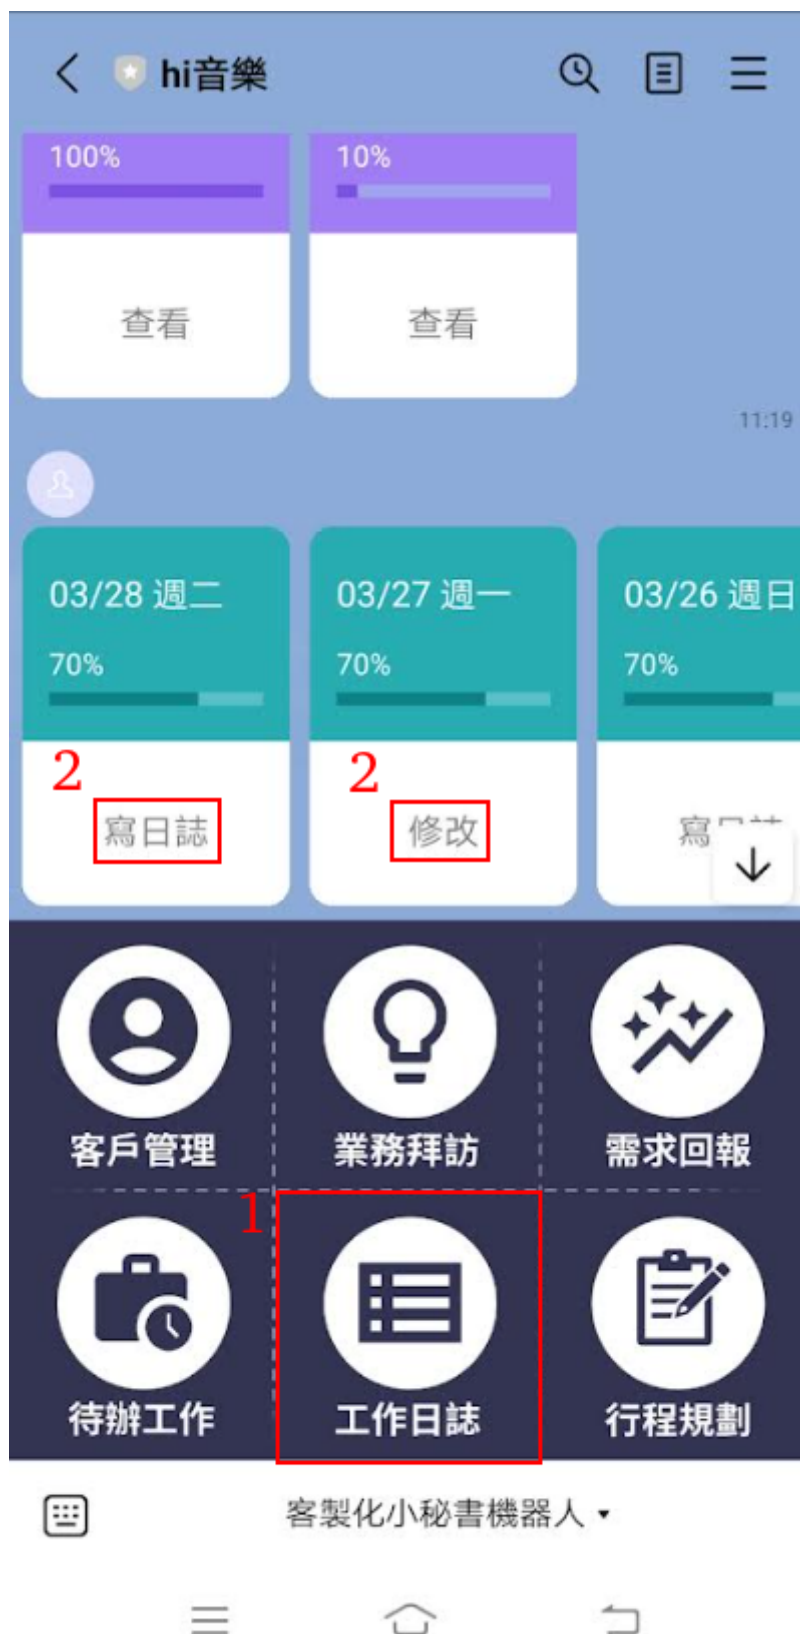 hi音樂
100%
10%
查看
查看
11:19
03/28 週二
03/27 週一
03/26 週日
70%
70%
70%
2
2
寫日誌
修改
寫
客戶管理
業務拜訪
需求回報
1
待辦工作
工作日誌
行程規劃
客製化小秘書機器人